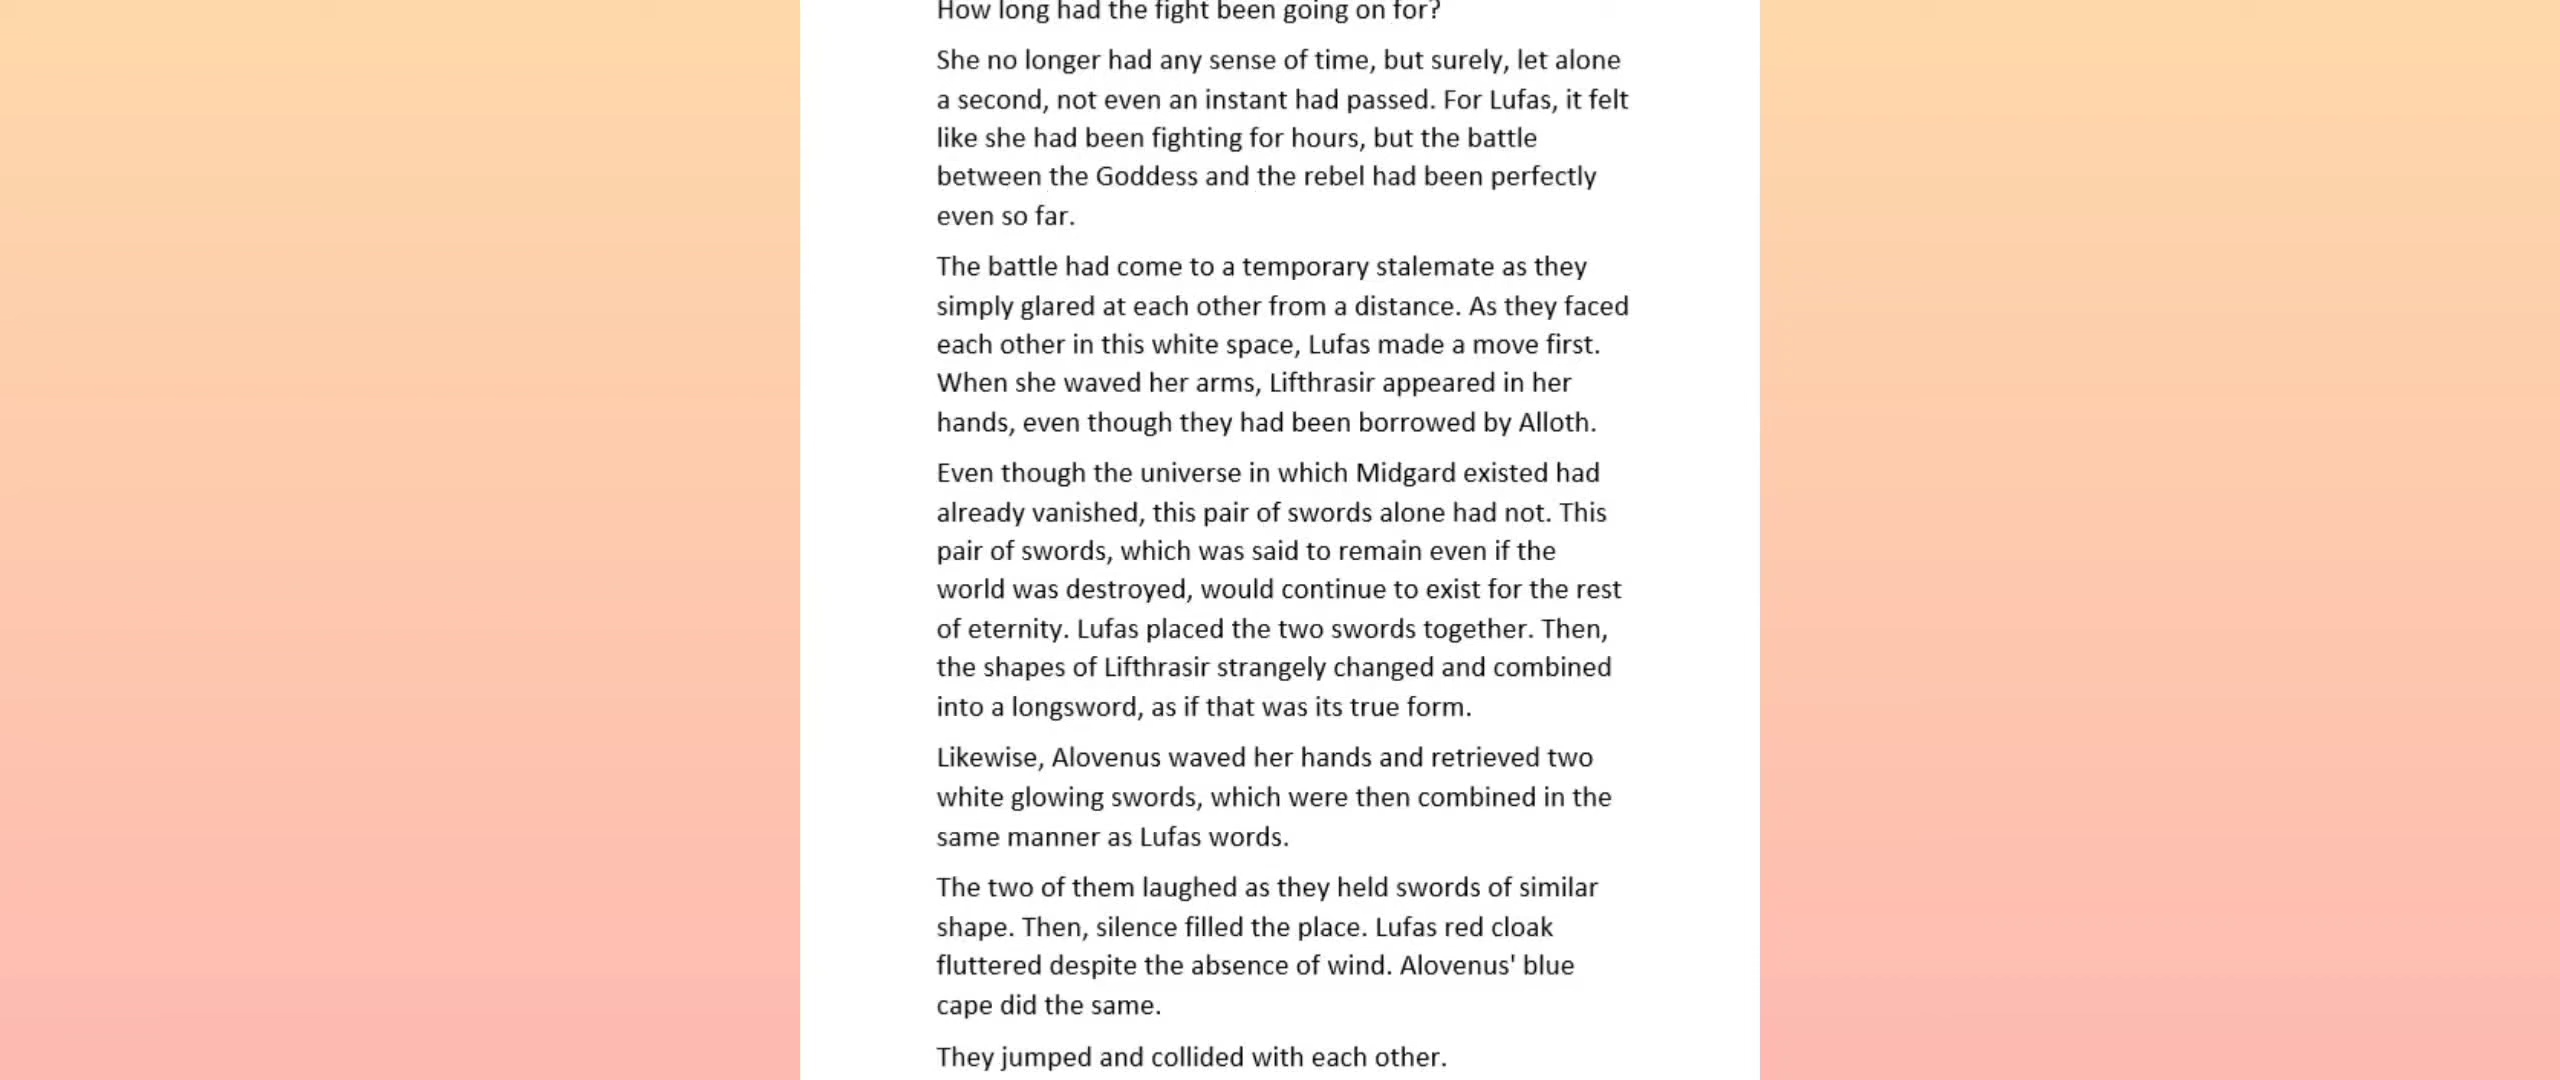 How long had the fight been going on for?
She no longer had any sense of time, but surely, let alone
a second, not even an instant had passed. For Lufas, it felt
like she had been fighting for hours, but the battle
between the Goddess and the rebel had been perfectly
even so far.
The battle had come to a temporary stalemate as they
simply glared at each other from a distance. As they faced
each other in this white space, Lufas made a move first.
When she waved her arms, Lifthrasir appeared in her
hands, even though they had been borrowed by Alloth.
Even though the universe in which Midgard existed had
already vanished, this pair of swords alone had not. This
pair of swords, which was said to remain even if the
world was destroyed, would continue to exist for the rest
of eternity. Lufas placed the two swords together. Then,
the shapes of Lifthrasir strangely changed and combined
into a longsword, as if that was its true form.
Likewise, Alovenus waved her hands and retrieved two
white glowing swords, which were then combined in the
same manner as Lufas words.
The two of them laughed as they held swords of similar
shape. Then, silence filled the place. Lufas red cloak
fluttered despite the absence of wind. Alovenus' blue
cape did the same.
They jumped and collided with each other.